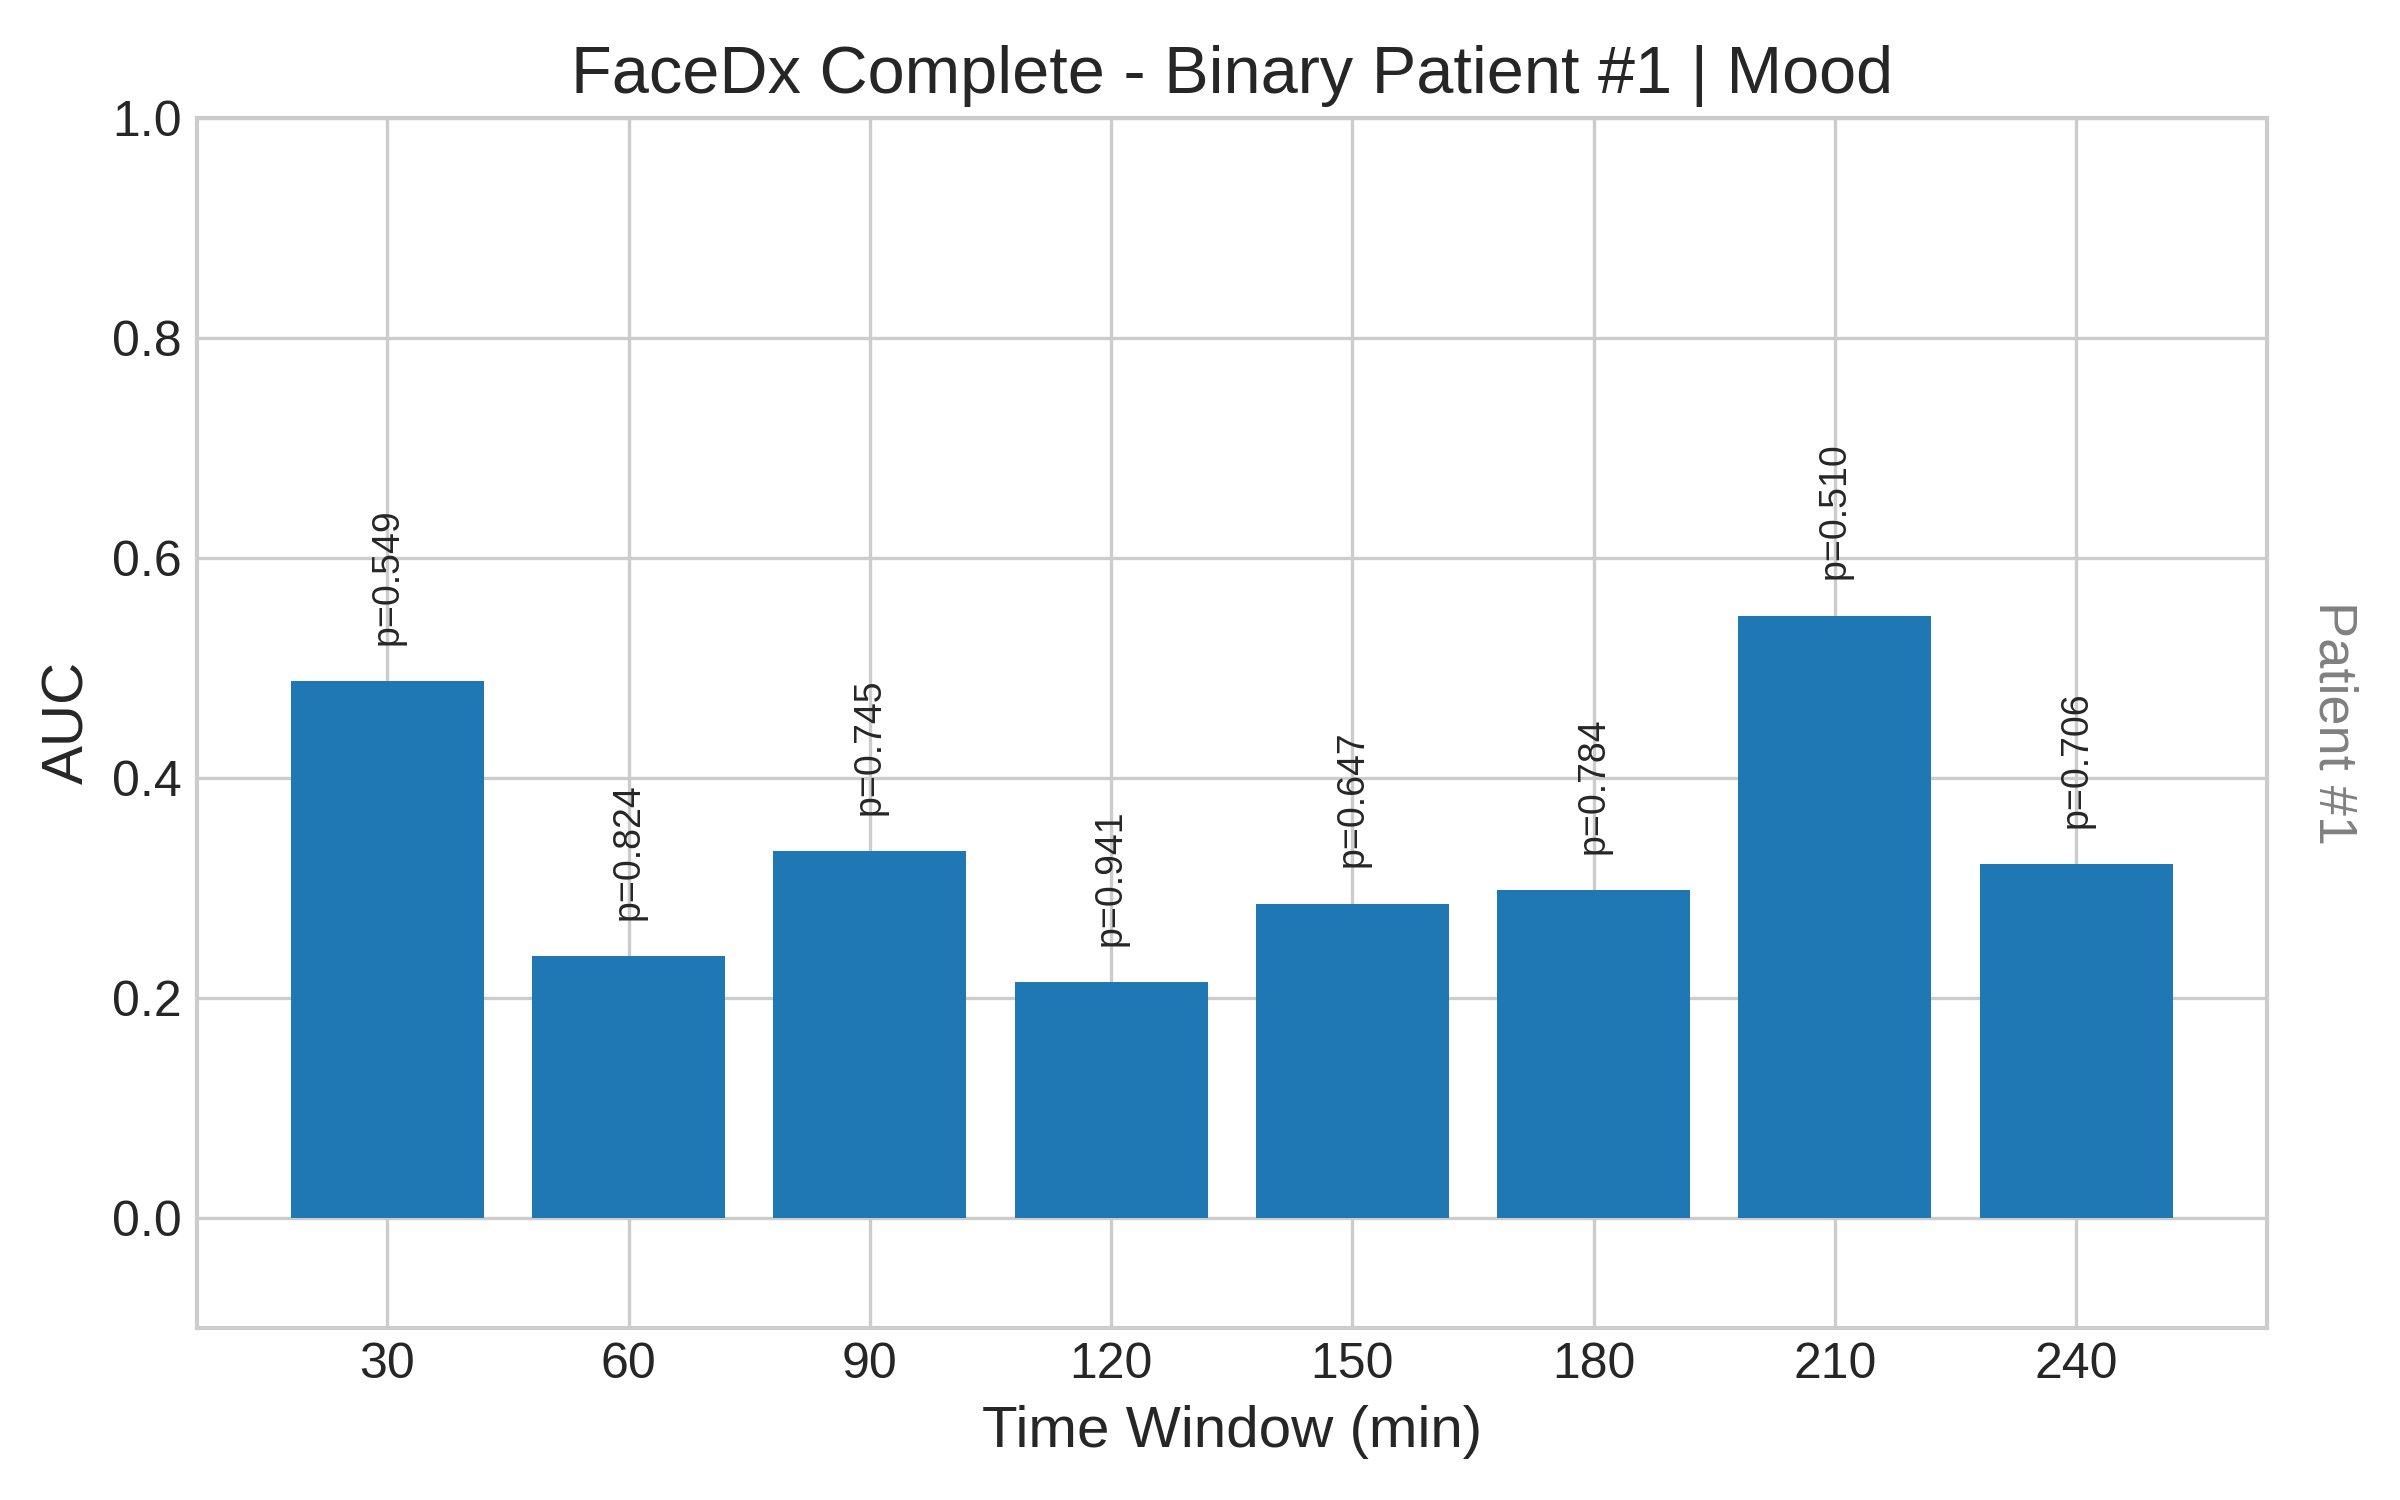 FaceDx Complete - Binary Patient #1 | Mood
AUC
1.0
0.8
0.6
0.4
0.2
0.0
p=0.549
p=0.824
p=0.745
p=0.941
p=0.647
p=0.784
p=0.510
p=0.706
30 60 90 120 150 180 210 240
Time Window (min)
Patient #1